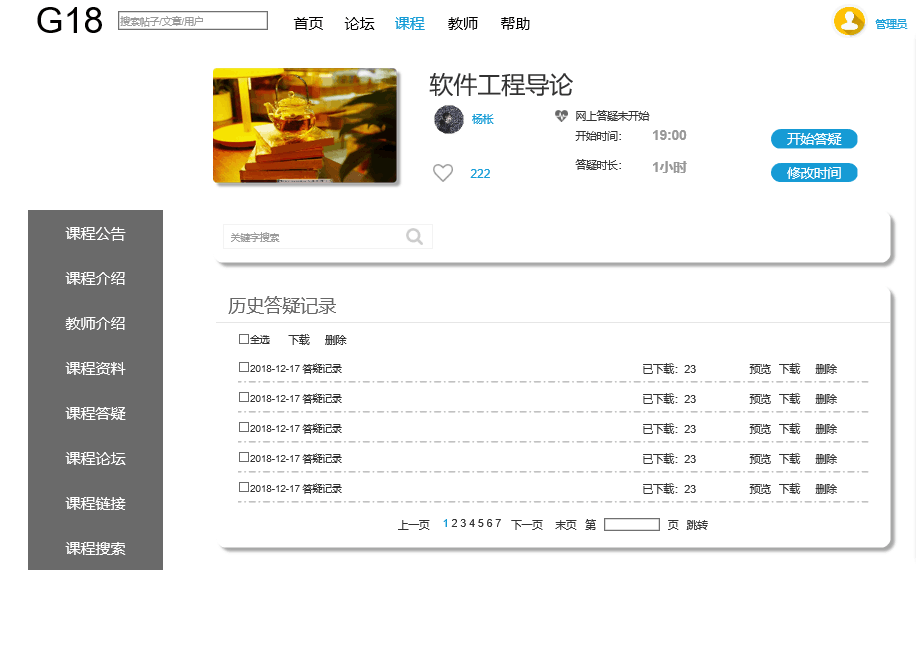 G18 搜索帖子/文章/用户 首页 论坛 课程 教师 帮助 管理员
软件工程导论
杨枨 网上答疑未开始
开始时间： 19:00
开始答疑
222 答疑时长： 1小时
修改时间
课程公告
课程介绍
教师介绍
课程资料
课程答疑
课程论坛
课程链接
课程搜索
关键字搜索
历史答疑记录
全选 下载 删除
2018-12-17 答疑记录 已下载：23 预览 下载 删除
2018-12-17 答疑记录 已下载：23 预览 下载 删除
2018-12-17 答疑记录 已下载：23 预览 下载 删除
2018-12-17 答疑记录 已下载：23 预览 下载 删除
2018-12-17 答疑记录 已下载：23 预览 下载 删除
上一页 1 2 3 4 5 6 7 下一页 末页 第 页 跳转